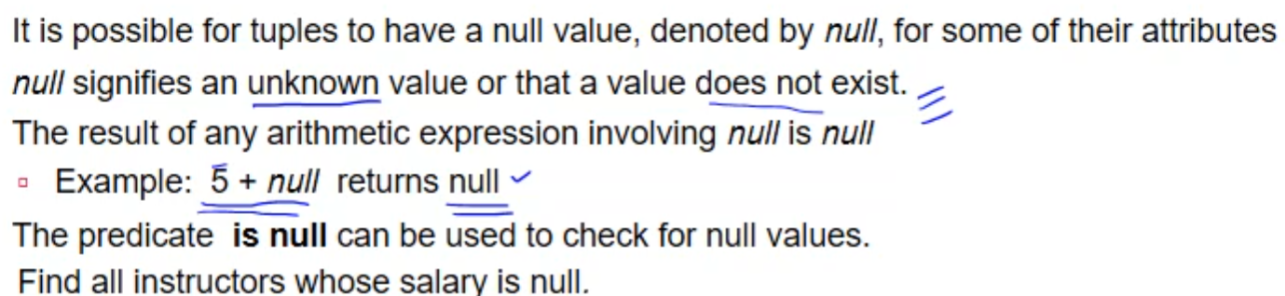 It is possible for tuples to have a null value, denoted by null, for some of their attributes
null signifies an unknown value or that a value does not exist.
The result of any arithmetic expression involving null is null
Example: 5 + null returns null
The predicate is null can be used to check for null values.
Find all instructors whose salary is null.